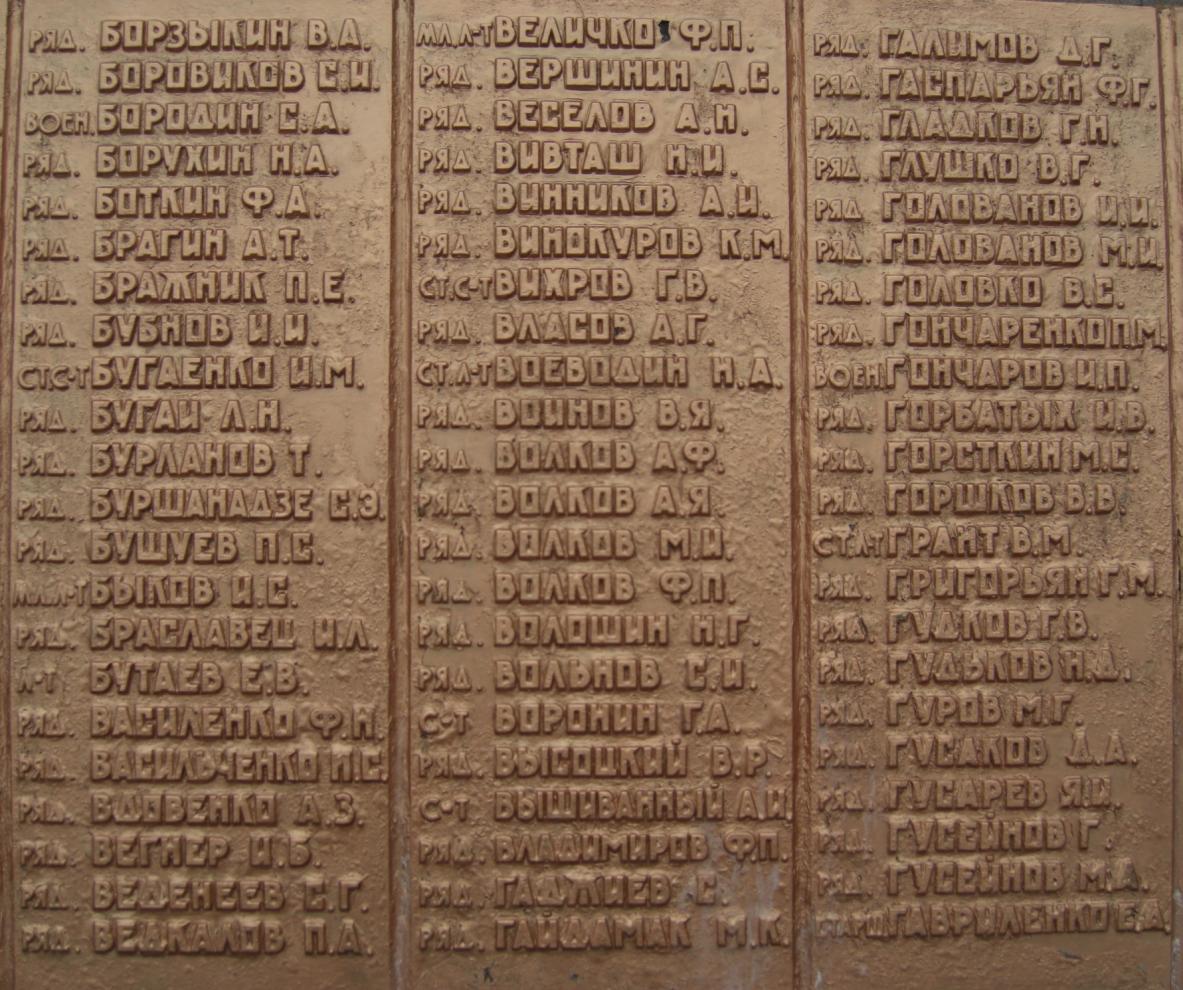 РЯД. БОРЗЫКИН В.А.
РЯД. БОРОВИКОВ С.И.
ВОЕН. БОРОДИН С.А.
РЯД. БОРУХИН Н.А.
РЯД. БОТКИН Ф.А.
РЯД. БРАГИН А.Т.
РЯД. БРАЖНИК П.Е.
РЯД. БУБНОВ И.И.
СТ.С-Т БУГАЕНКО И.М.
РЯД. БУГАЙ Л.Н.
РЯД. БУРЛАНОВ Т.
РЯД. БУРШАНАДЗЕ С.Э.
РЯД. БУШУЕВ П.С.
МЛ.Л-Т БЫКОВ И.С.
РЯД. БРАСЛАВЕЦ И.Л.
Л-Т БУТАЕВ Е.В.
РЯД. ВАСИЛЕНКО Ф.Н.
РЯД. ВАСИЛЬЧЕНКО И.С.
РЯД. ВДОВЕНКО А.З.
РЯД. ВЕГНЕР И.Б.
РЯД. ВЕДЕНЕЕВ С.Г.
РЯД. ВЕДКАЛОВ П.А.
МЛ.Л-Т ВЕЛИЧКО Ф.П.
РЯД. ВЕРШИНИН А.С.
РЯД. ВЕСЕЛОВ А.Н.
РЯД. ВИВТАШ Н.И.
РЯД. ВИННИКОВ А.И.
РЯД. ВИНОКУРОВ К.М.
СТ.С-Т ВИХРОВ Г.В.
РЯД. ВЛАСОВ А.Г.
СТ.Л-Т ВОЕВОДИН Н.А.
РЯД. ВОИНОВ В.Я.
РЯД. ВОЛКОВ А.Ф.
РЯД. ВОЛКОВ А.Я.
РЯД. ВОЛКОВ М.И.
РЯД. ВОЛКОВ Ф.П.
РЯД. ВОЛОШИН Н.Г.
РЯД. ВОЛЬНОВ С.И.
С-Т ВОРОНИН Г.А.
РЯД. ВЫСОЦКИЙ В.Р.
С-Т ВЫШИВАННЫЙ А.И.
РЯД. ВЛАДИМИРОВ Ф.П.
РЯД. ГАДЖИЕВ С.
РЯД. ГАЙДАМАК М.К.
РЯД. ГАЛИМОВ Д.Г.
РЯД. ГАСПАРЬЯН Ф.Г.
РЯД. ГЛАДКОВ Г.Н.
РЯД. ГЛУШКО В.Г.
РЯД. ГОЛОВАНОВ И.И.
РЯД. ГОЛОВАНОВ М.И.
РЯД. ГОЛОВКО В.С.
РЯД. ГОНЧАРЕНКО П.М.
ВОЕН. ГОНЧАРОВ И.П.
РЯД. ГОРБАТЫХ И.В.
РЯД. ГОРСТКИН М.С.
РЯД. ГОРШКОВ В.В.
СТ.Л-Т ГРАНТ В.М.
РЯД. ГРИГОРЬЯН Г.М.
РЯД. ГУДКОВ Г.В.
РЯД. ГУДЬКОВ Н.Д.
РЯД. ГУРОВ М.Г.
РЯД. ГУСАКОВ Д.А.
РЯД. ГУСАРЕВ Я.И.
РЯД. ГУСЕЙНОВ Г.
РЯД. ГУСЕЙНОВ М.А.
СТАРШ. ГАВРИЛЕНКО Е.А.